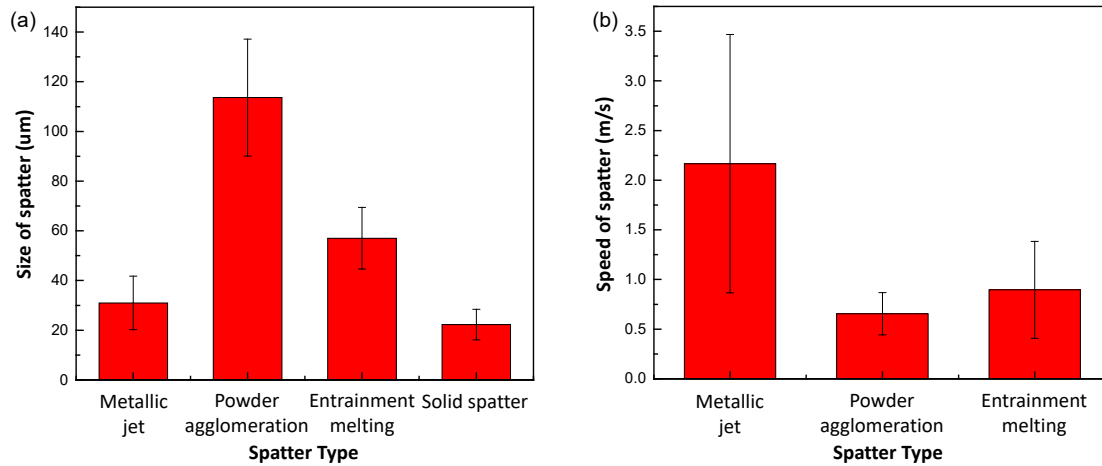 (a)
Size of spatter (um)
140
120
100
80
60
40
20
0
Metallic jet
Powder agglomeration
Entrainment melting
Solid spatter
Spatter Type
(b)
Speed of spatter (m/s)
3.5
3.0
2.5
2.0
1.5
1.0
0.5
0.0
Metallic jet
Powder agglomeration
Entrainment melting
Spatter Type